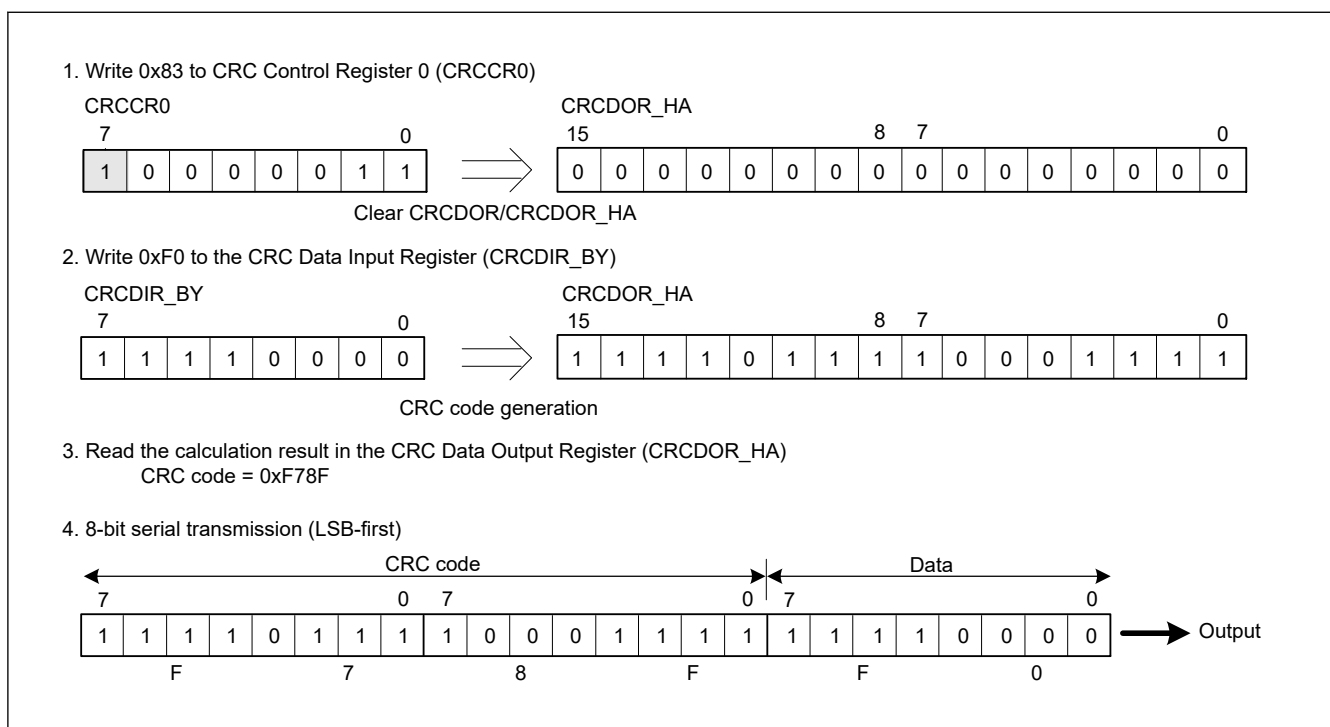 1. Write 0x83 to CRC Control Register 0 (CRCCR0)
CRCCR0 CRCDOR_HA
7 0 15 8 7 0
1 0 0 0 0 0 1 1 0 0 0 0 0 0 0 0 0 0 0 0 0 0 0 0
Clear CRCDOR/CRCDOR_HA
2. Write 0xF0 to the CRC Data Input Register (CRCDIR_BY)
CRCDIR_BY CRCDOR_HA
7 0 15 8 7 0
1 1 1 1 0 0 0 0 1 1 1 1 0 1 1 1 1 0 0 0 1 1 1 1
CRC code generation
3. Read the calculation result in the CRC Data Output Register (CRCDOR_HA)
CRC code = 0xF78F
4. 8-bit serial transmission (LSB-first)
CRC code Data
7 0 7 0 7 0
1 1 1 1 0 1 1 1 1 0 0 0 1 1 1 1 1 1 1 1 0 0 0 0 Output
F 7 8 F F 0